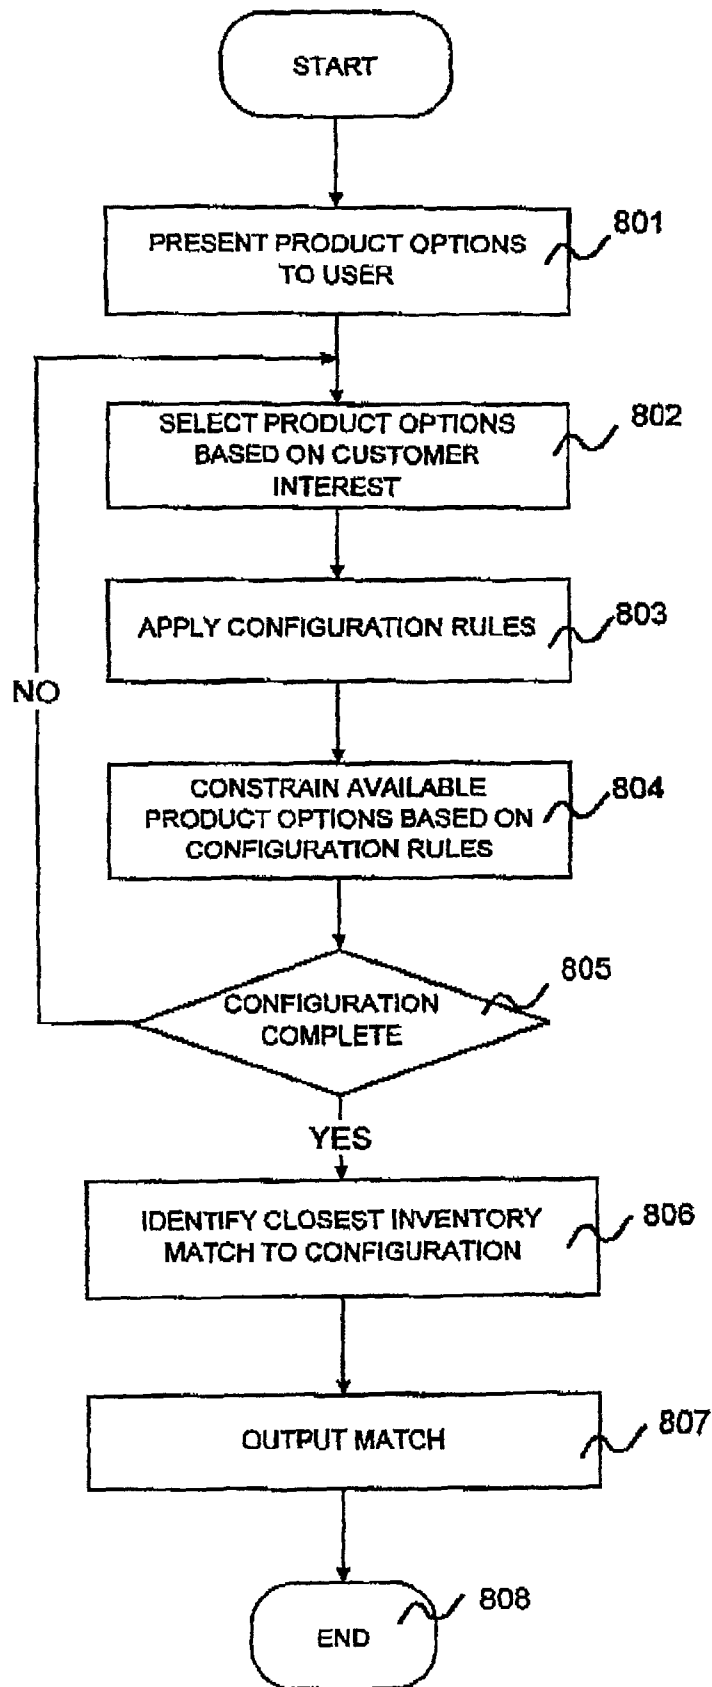 START
PRESENT PRODUCT OPTIONS
TO USER
801
SELECT PRODUCT OPTIONS
BASED ON CUSTOMER
INTEREST
802
APPLY CONFIGURATION RULES
803
NO
CONSTRAIN AVAILABLE
PRODUCT OPTIONS BASED ON
CONFIGURATION RULES
804
CONFIGURATION
COMPLETE
805
YES
IDENTIFY CLOSEST INVENTORY
MATCH TO CONFIGURATION
806
OUTPUT MATCH
807
END
808